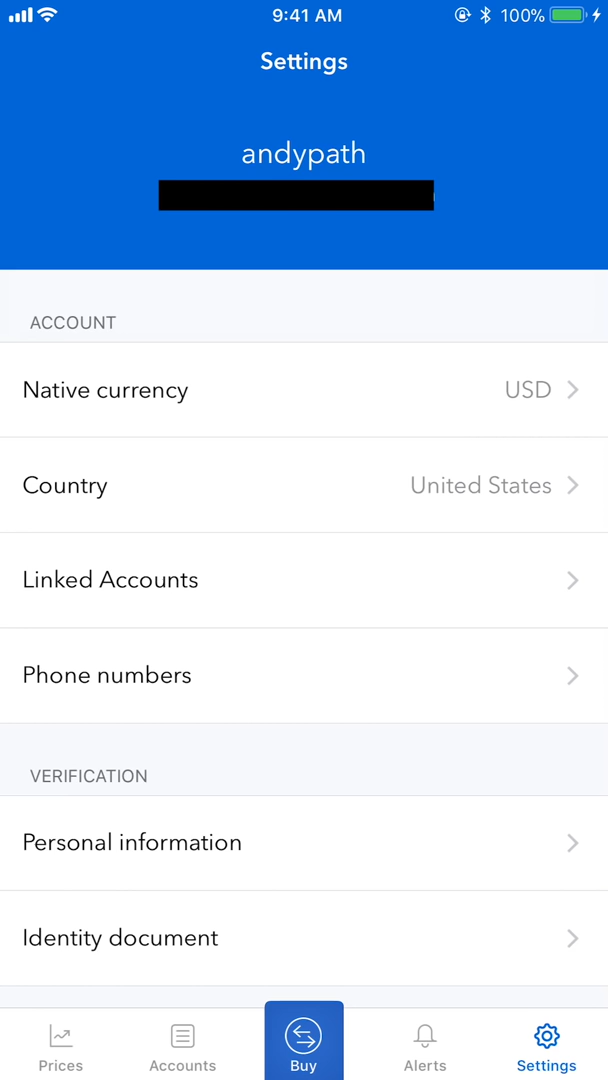 9:41 AM 100%
Settings
andypath
ACCOUNT
Native currency USD
Country United States
Linked Accounts
Phone numbers
VERIFICATION
Personal information
Identity document
Prices Accounts Buy Alerts Settings